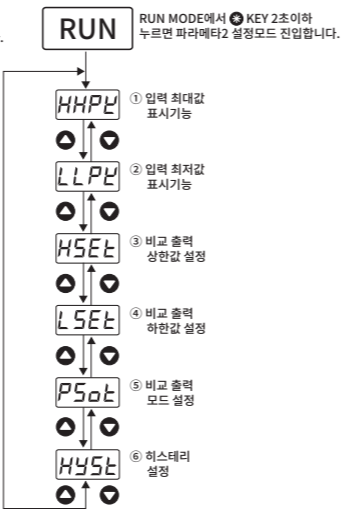 RUN
RUN MODE에서 ✱ KEY 2초이하
누르면 파라메타2 설정모드 진입합니다.
HHPK
① 입력 최대값
표시기능
LLPK
② 입력 최저값
표시기능
HSEt
③ 비교 출력
상한값 설정
LSEt
④ 비교 출력
하한값 설정
PSot
⑤ 비교 출력
모드 설정
HYSt
⑥ 히스테리
설정